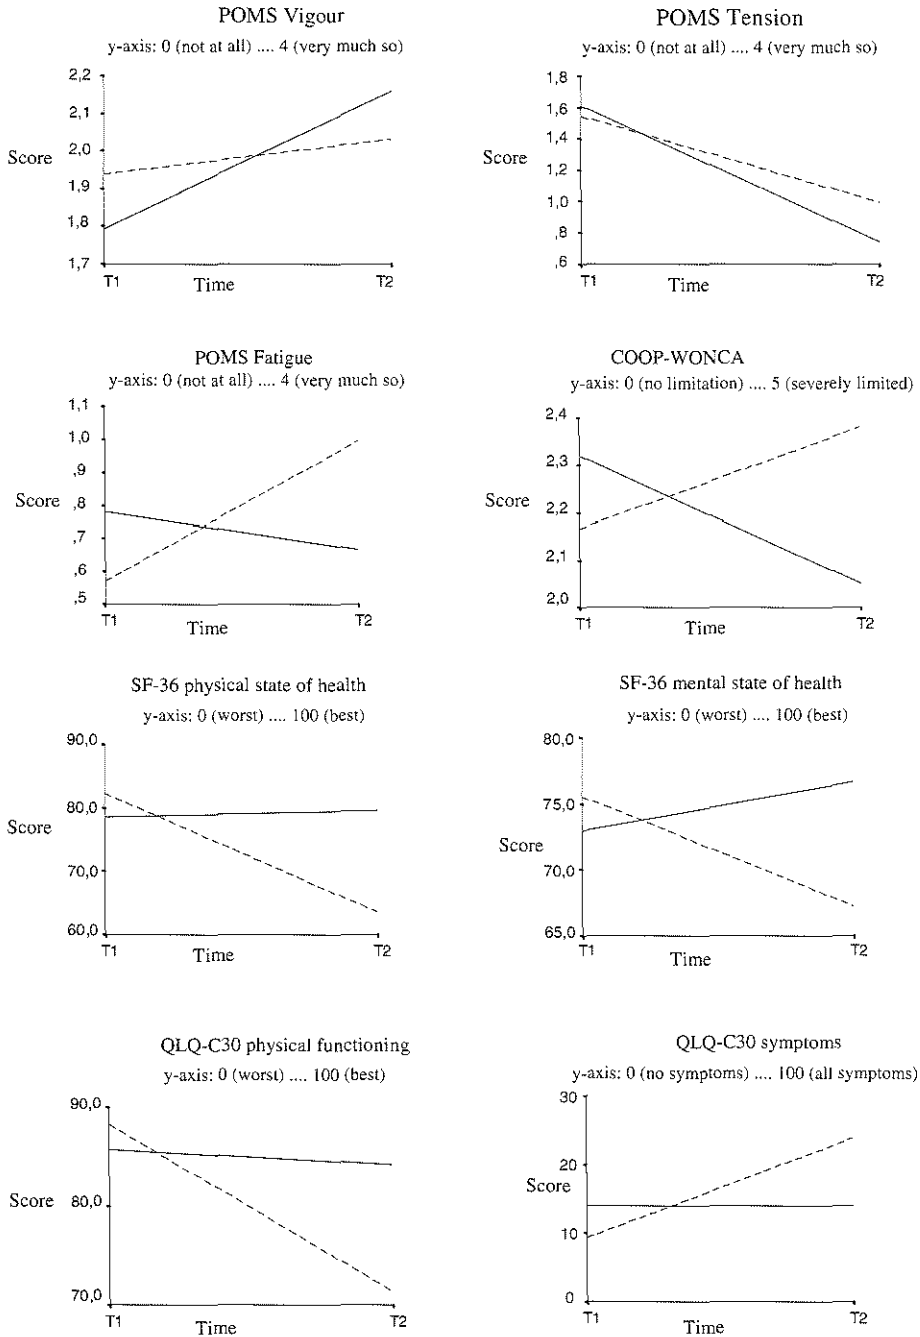 POMS Vigour
y-axis: 0 (not at all) .... 4 (very much so)
2,2
2,1
2,0
1,9
1,8
1,7
Score
T1
T2
Time
POMS Tension
y-axis: 0 (not at all) .... 4 (very much so)
1,8
1,6
1,4
1,2
1,0
,8
,6
Score
T1
T2
Time
POMS Fatigue
y-axis: 0 (not at all) .... 4 (very much so)
1,1
1,0
,9
,8
,7
,6
,5
Score
T1
T2
Time
COOP-WONCA
y-axis: 0 (no limitation) .... 5 (severely limited)
2,4
2,3
2,2
2,1
2,0
Score
T1
T2
Time
SF-36 physical state of health
y-axis: 0 (worst) .... 100 (best)
90,0
80,0
70,0
60,0
Score
T1
T2
Time
SF-36 mental state of health
y-axis: 0 (worst) .... 100 (best)
80,0
75,0
70,0
65,0
Score
T1
T2
Time
QLQ-C30 physical functioning
y-axis: 0 (worst) .... 100 (best)
90,0
80,0
70,0
Score
T1
T2
Time
QLQ-C30 symptoms
y-axis: 0 (no symptoms) .... 100 (all symptoms)
30
20
10
0
Score
T1
T2
Time